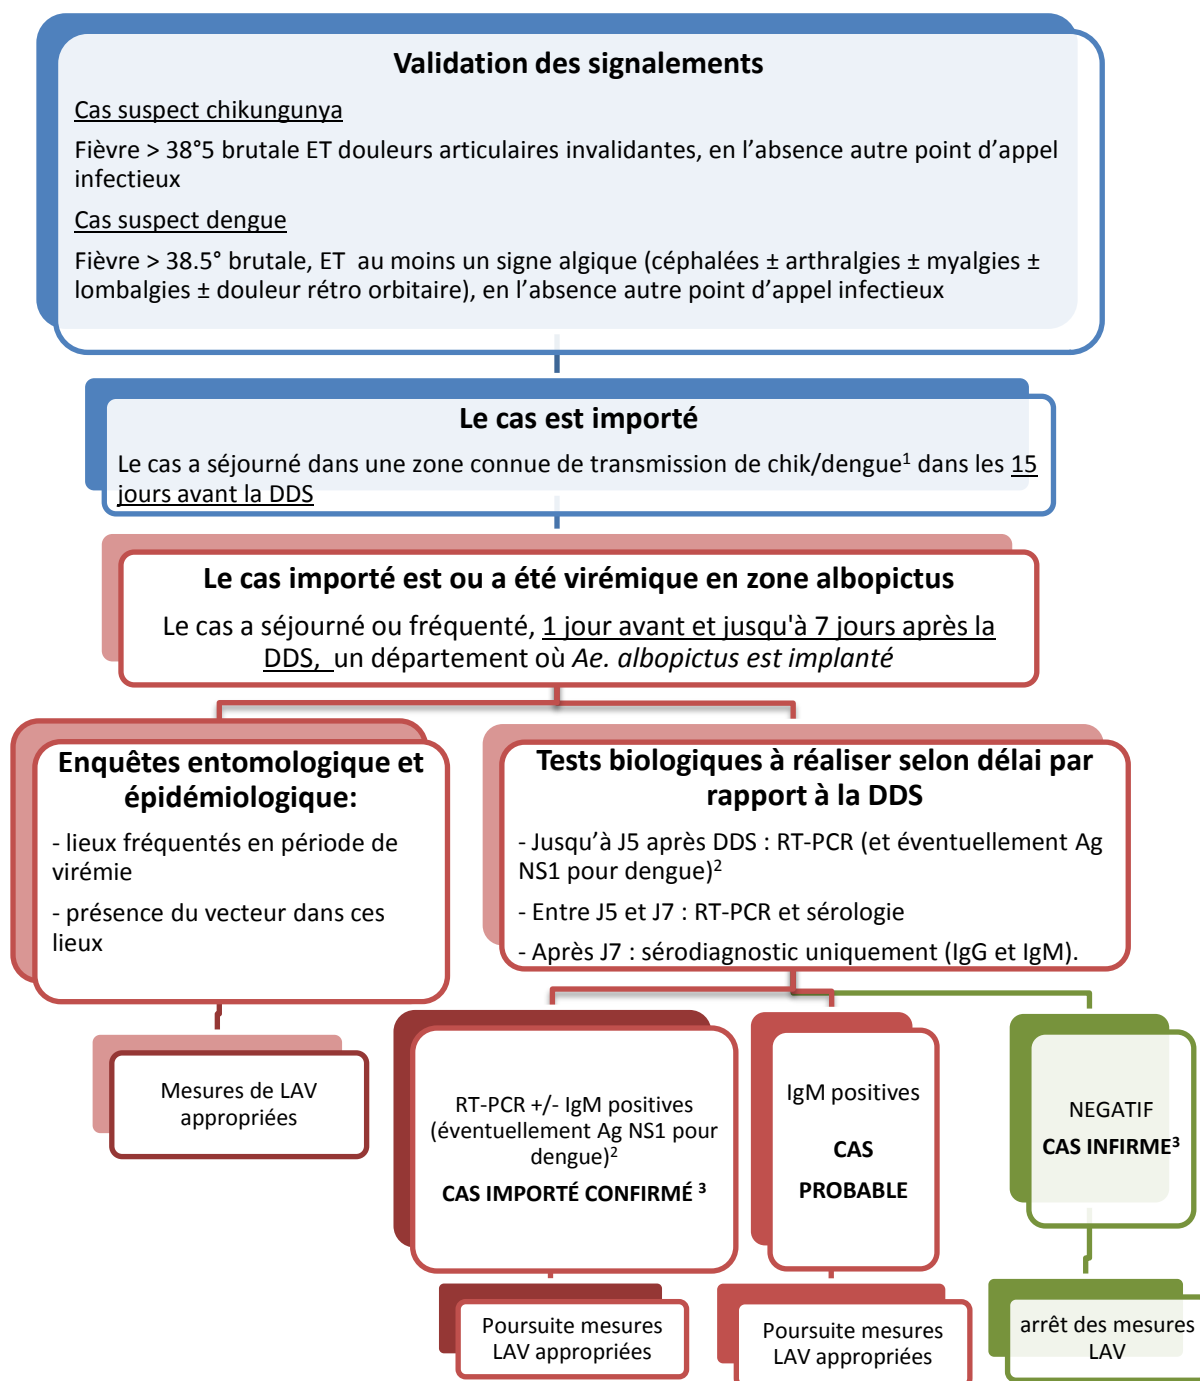 Validation des signalements
Cas suspect chikungunya
Fièvre > 38°5 brutale ET douleurs articulaires invalidantes, en l’absence autre point d’appel
infectieux
Cas suspect dengue
Fièvre > 38.5° brutale, ET au moins un signe algique (céphalées ± arthralgies ± myalgies ±
lombalgies ± douleur rétro orbitaire), en l’absence autre point d’appel infectieux
Le cas est importé
Le cas a séjourné dans une zone connue de transmission de chik/dengue¹ dans les 15
jours avant la DDS
Le cas importé est ou a été virémique en zone albopictus
Le cas a séjourné ou fréquenté, 1 jour avant et jusqu'à 7 jours après la
DDS, un département où Ae. albopictus est implanté
Enquêtes entomologique et
épidémiologique:
- lieux fréquentés en période de
virémie
- présence du vecteur dans ces
lieux
Mesures de LAV
appropriées
Tests biologiques à réaliser selon délai par
rapport à la DDS
- Jusqu’à J5 après DDS : RT-PCR (et éventuellement Ag
NS1 pour dengue)²
- Entre J5 et J7 : RT-PCR et sérologie
- Après J7 : sérodiagnostic uniquement (IgG et IgM).
RT-PCR +/- IgM positives
(éventuellement Ag NS1 pour
dengue)²
CAS IMPORTÉ CONFIRMÉ ³
Poursuite mesures
LAV appropriées
IgM positives
CAS
PROBABLE
Poursuite mesures
LAV appropriées
NEGATIF
CAS INFIRME³
arrêt des mesures
LAV